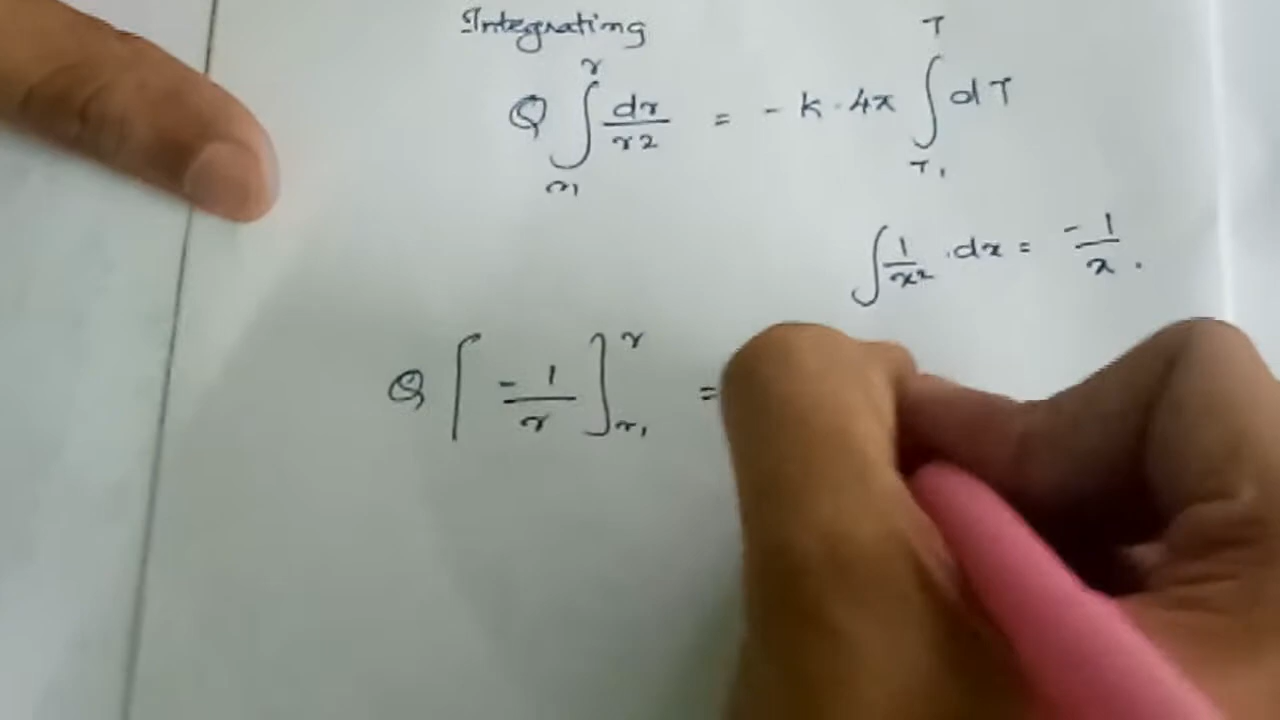 Integrating
Q ∫_{r1}^{r} dr/r2 = - k · 4π ∫_{T1}^{T} dT
∫ 1/x² · dx = -1/x .
Q [ -1/r ]_{r1}^{r} =